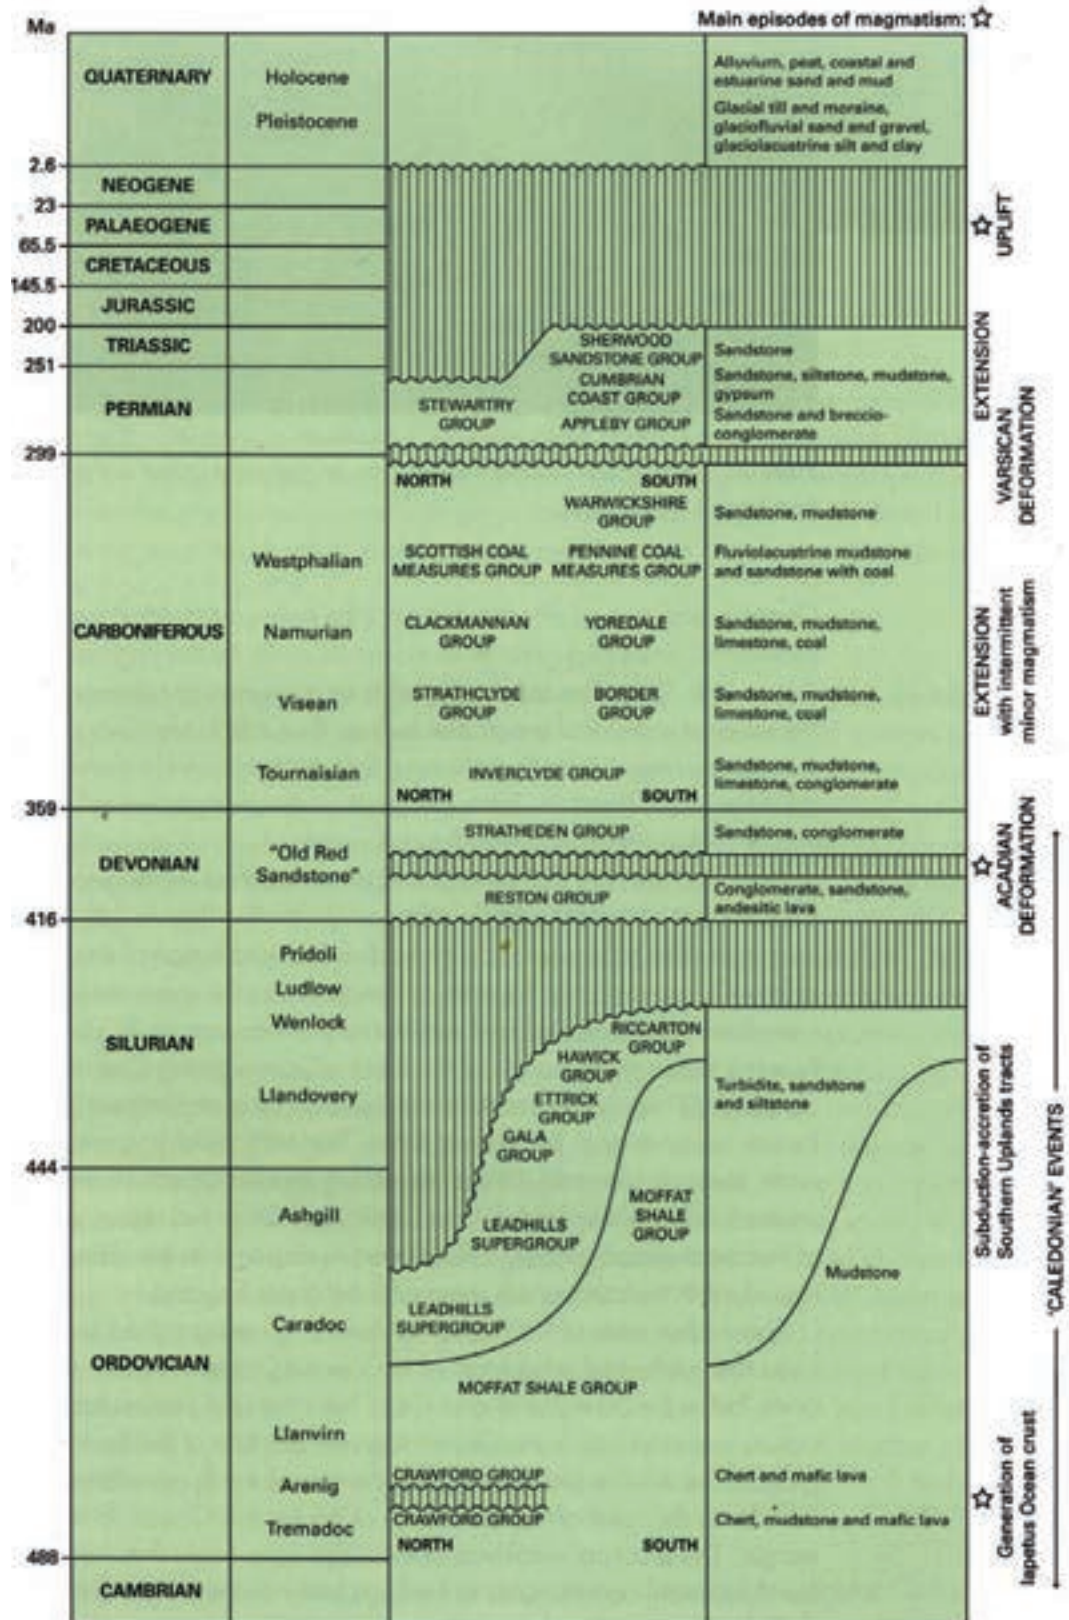 Main episodes of magmatism: ☆
Ma
QUATERNARY
Holocene
Pleistocene
Alluvium, peat, coastal and
estuarine sand and mud
Glacial till and moraine,
glaciofluvial sand and gravel,
glaciolacustrine silt and clay
2.6
NEOGENE
23
PALAEOGENE
65.5
CRETACEOUS
145.5
JURASSIC
200
TRIASSIC
251
PERMIAN
299
SHERWOOD
SANDSTONE GROUP
CUMBRIAN
COAST GROUP
STEWARTRY
GROUP
APPLEBY GROUP
Sandstone
Sandstone, siltstone, mudstone,
gypsum
Sandstone and breccio-
conglomerate
☆ UPLIFT
EXTENSION
VARSICAN
DEFORMATION
CARBONIFEROUS
NORTH SOUTH
WARWICKSHIRE
GROUP
Sandstone, mudstone
Westphalian
SCOTTISH COAL
MEASURES GROUP
PENNINE COAL
MEASURES GROUP
Fluviolacustrine mudstone
and sandstone with coal
Namurian
CLACKMANNAN
GROUP
YOREDALE
GROUP
Sandstone, mudstone,
limestone, coal
Visean
STRATHCLYDE
GROUP
BORDER
GROUP
Sandstone, mudstone,
limestone, coal
Tournaisian
INVERCLYDE GROUP
Sandstone, mudstone,
limestone, conglomerate
NORTH SOUTH
EXTENSION
with intermittent
minor magmatism
359
DEVONIAN
"Old Red
Sandstone"
STRATHEDEN GROUP
Sandstone, conglomerate
RESTON GROUP
Conglomerate, sandstone,
andesitic lava
☆ ACADIAN
DEFORMATION
416
SILURIAN
Pridoli
Ludlow
Wenlock
Llandovery
RICCARTON
GROUP
HAWICK
GROUP
ETTRICK
GROUP
GALA
GROUP
Turbidite, sandstone
and siltstone
444
ORDOVICIAN
Ashgill
Caradoc
Llanvirn
Arenig
Tremadoc
LEADHILLS
SUPERGROUP
MOFFAT
SHALE
GROUP
Mudstone
LEADHILLS
SUPERGROUP
MOFFAT SHALE GROUP
CRAWFORD GROUP
Chert and mafic lava
CRAWFORD GROUP
Chert, mudstone and mafic lava
NORTH SOUTH
Subduction-accretion of
Southern Uplands tracts
☆ Generation of
Iapetus Ocean crust
'CALEDONIAN' EVENTS
488
CAMBRIAN